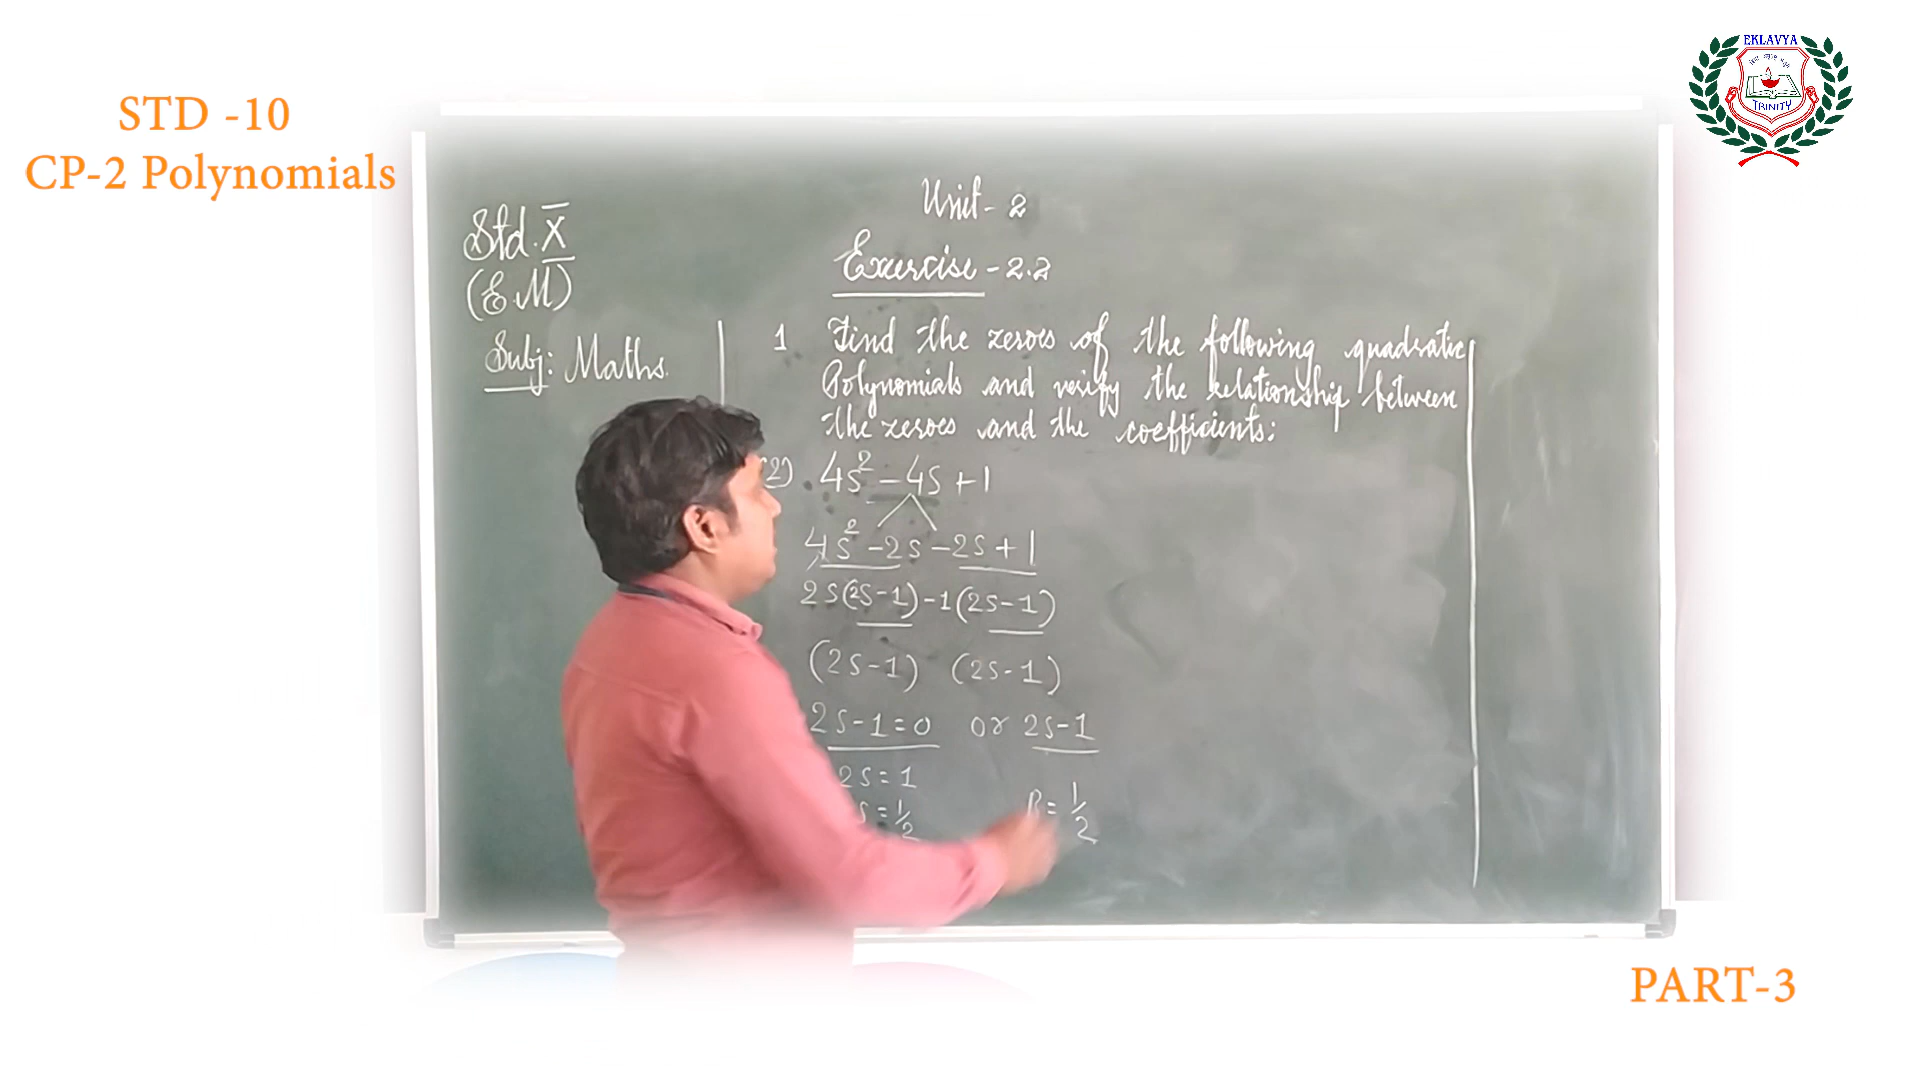 STD -10
CP-2 Polynomials
EKLAVYA
TRINITY
Std. X
(E.M)
Subj: Maths.
Unit - 2
Exercise - 2.2
1 Find the zeroes of the following quadratic
Polynomials and verify the relationship between
the zeroes and the coefficients:
(2) 4s² - 4s + 1
4s² - 2s - 2s + 1
2s(2s-1) - 1(2s-1)
(2s-1) (2s-1)
2s-1=0 or 2s-1
2s = 1
s = 1/2 β = 1/2
PART-3